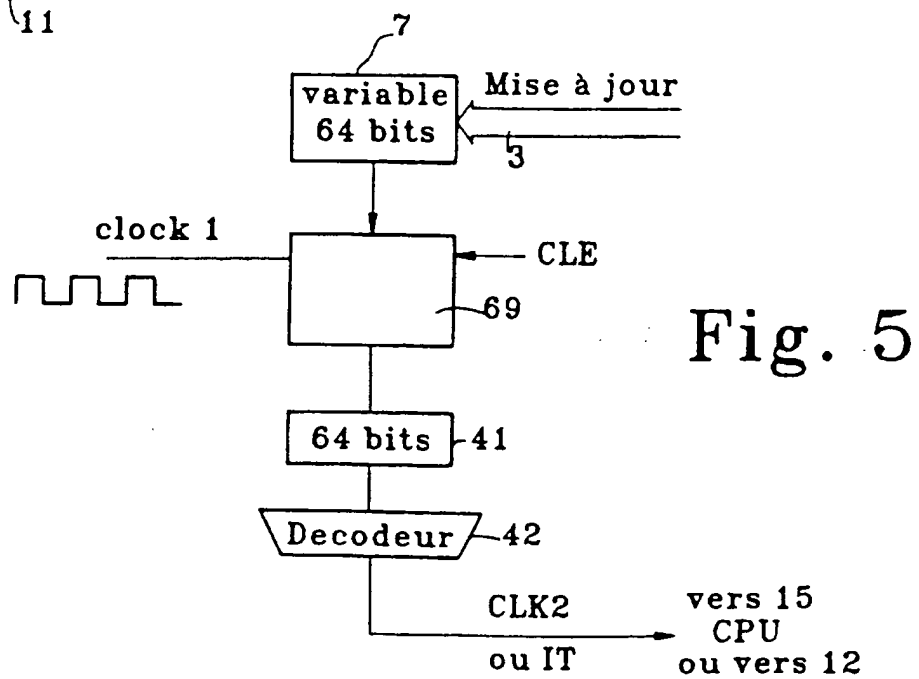 11
7
variable
64 bits
Mise à jour
3
clock 1
CLE
69
Fig. 5
64 bits
41
Decodeur
42
CLK2
ou IT
vers 15
CPU
ou vers 12